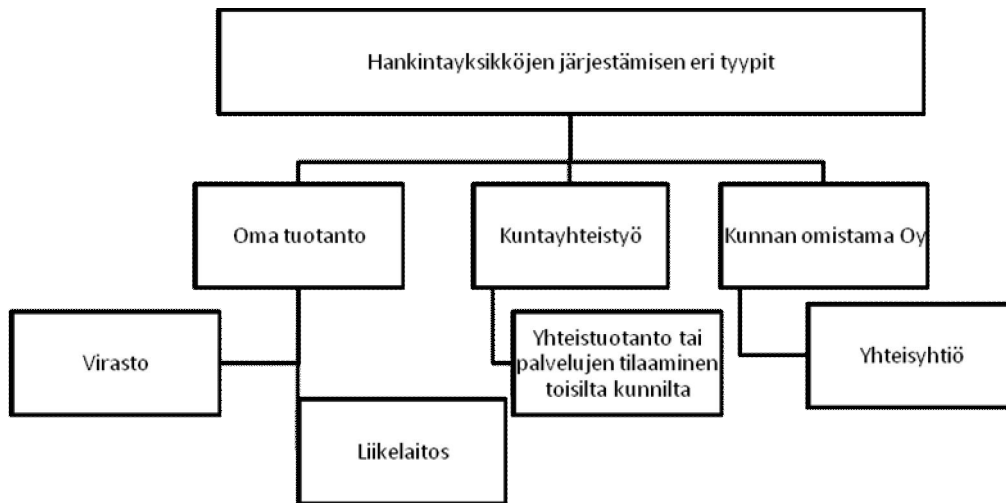 Hankintayksikköjen järjestämisen eri tyypit
Oma tuotanto
Kuntayhteistyö
Kunnan omistama Oy
Virasto
Yhteistuotanto tai
palvelujen tilaaminen
toisilta kunnilta
Yhteisyhtiö
Liikelaitos